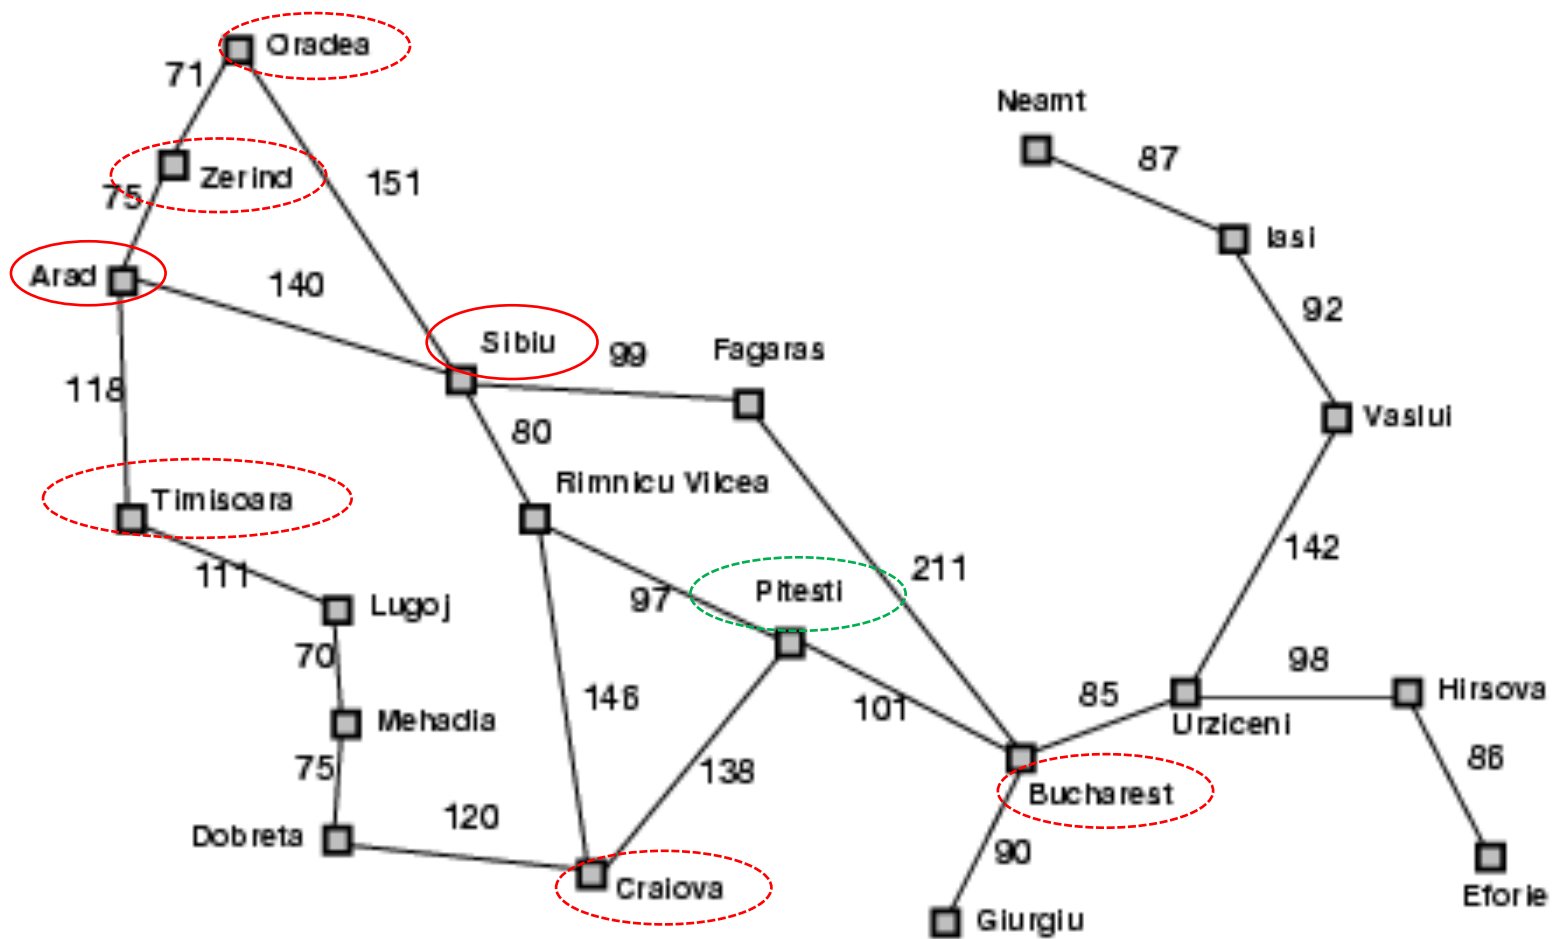 Oradea
71
Neamt
87
Zerind
151
75
Iasi
Arad
140
92
Sibiu
99
Fagaras
118
Vaslui
80
Rimnicu Vilcea
Timisoara
142
211
111
Pitesti
97
Lugoj
70
98
Hirsova
146
85
101
Mehadia
Urziceni
75
138
86
Bucharest
120
Dobreta
90
Craiova
Eforie
Giurgiu